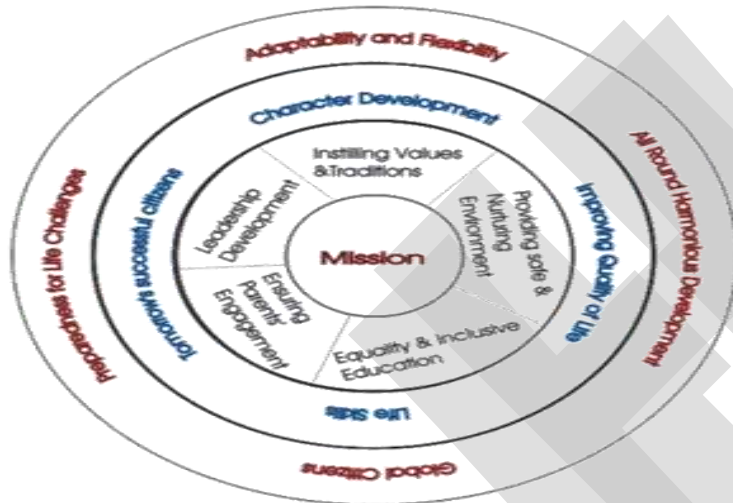 Adaptability and Flexibility
Character Development
Instilling Values
&Traditions
Leadership
Development
Providing safe &
Nurturing
Environment
Mission
Ensuring
Parents'
Engagement
Equality & Inclusive
Education
Tomorrow's successful citizens
Improving Quality of Life
Preparedness for Life Challenges
All Round Harmonious Development
Life Skills
Global Citizens